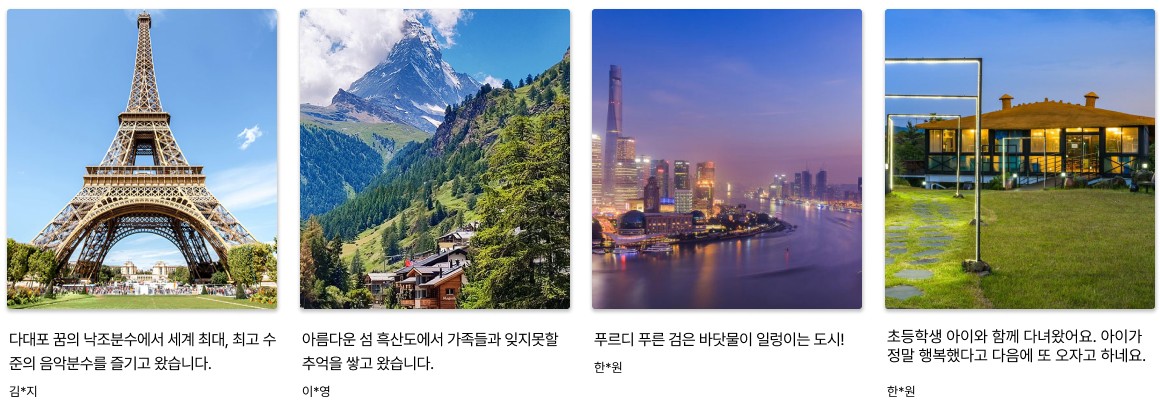 다대포 꿈의 낙조분수에서 세계 최대, 최고 수
준의 음악분수를 즐기고 왔습니다.
김*지
아름다운 섬 흑산도에서 가족들과 잊지못할
추억을 쌓고 왔습니다.
이*영
푸르디 푸른 검은 바닷물이 일렁이는 도시!
한*원
초등학생 아이와 함께 다녀왔어요. 아이가
정말 행복했다고 다음에 또 오자고 하네요.
한*원